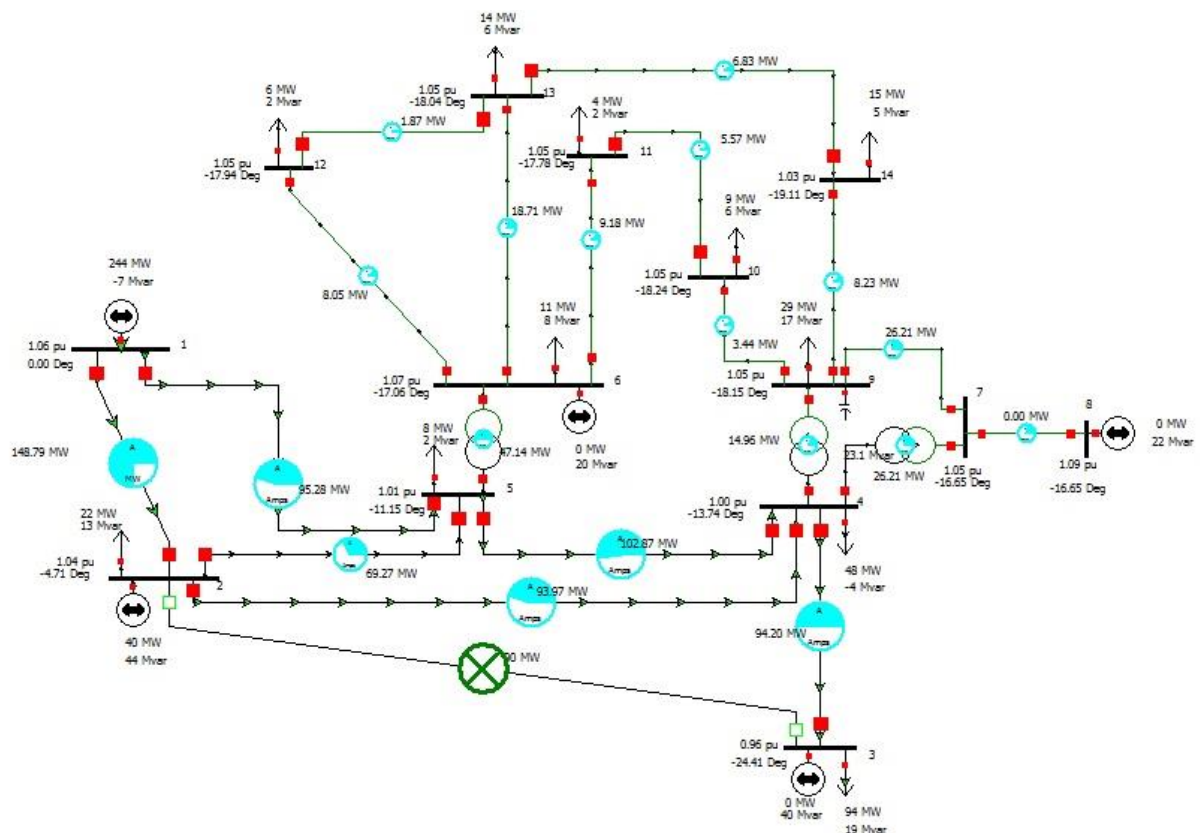 14 MW
6 Mvar
6.83 MW
1.05 pu
-18.04 Deg
13
6 MW
2 Mvar
1.87 MW
4 MW
2 Mvar
5.57 MW
15 MW
5 Mvar
1.05 pu
-17.94 Deg
12
1.05 pu
-17.78 Deg
11
1.03 pu
-19.11 Deg
14
18.71 MW
9.18 MW
9 MW
6 Mvar
10
1.05 pu
-18.24 Deg
244 MW
-7 Mvar
8.05 MW
8.23 MW
11 MW
8 Mvar
29 MW
17 Mvar
3.44 MW
26.21 MW
1.06 pu
0.00 Deg
1
1.07 pu
-17.06 Deg
6
1.05 pu
-18.15 Deg
9
7
8
0.00 MW
0 MW
22 Mvar
0 MW
20 Mvar
8 MW
2 Mvar
47.14 MW
14.96 MW
23.1 Mvar
26.21 MW
1.05 pu
-16.65 Deg
1.09 pu
-16.65 Deg
148.79 MW
A
MW
A
Amps
95.28 MW
1.01 pu
-11.15 Deg
5
1.00 pu
-13.74 Deg
4
22 MW
13 Mvar
1.04 pu
-4.71 Deg
2
A
69.27 MW
A
Amps
102.87 MW
48 MW
-4 Mvar
A
Amps
93.97 MW
A
Amps
94.20 MW
40 MW
44 Mvar
90 MW
0.96 pu
-24.41 Deg
3
0 MW
40 Mvar
94 MW
19 Mvar